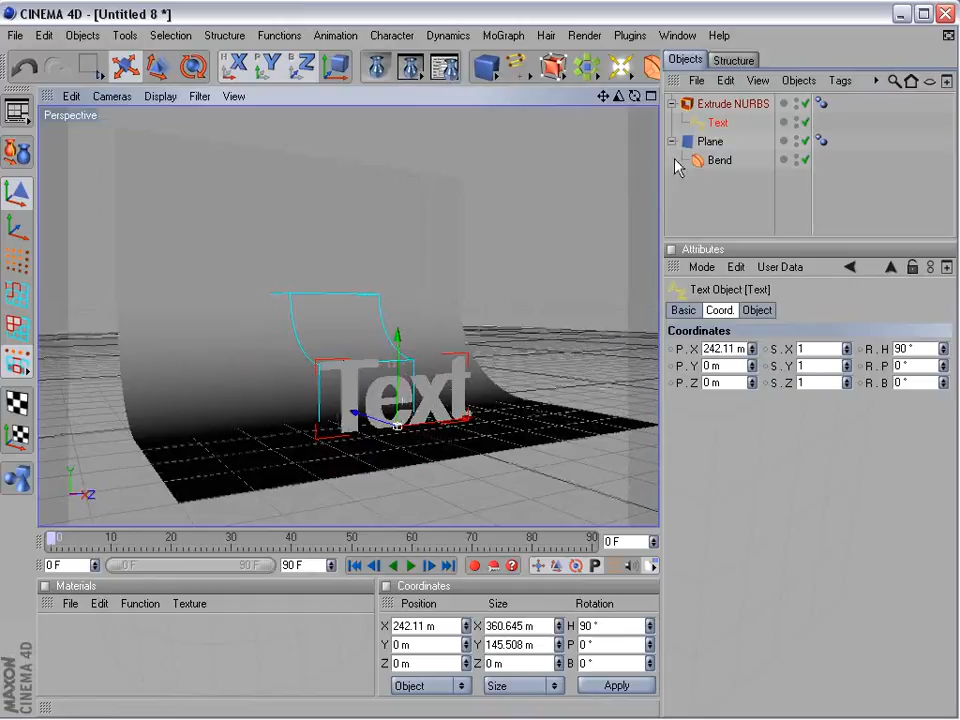 CINEMA 4D - [Untitled 8 *]
File Edit Objects Tools Selection Structure Functions Animation Character Dynamics MoGraph Hair Render Plugins Window Help
X Y Z
Objects Structure
File Edit View Objects Tags
Extrude NURBS
Text
Plane
Bend
Edit Cameras Display Filter View
Perspective
Text
Y
XZ
Attributes
Mode Edit User Data
Text Object [Text]
Basic Coord. Object
Coordinates
P . X 242.11 m S . X 1 R . H 90 °
P . Y 0 m S . Y 1 R . P 0 °
P . Z 0 m S . Z 1 R . B 0 °
0 10 20 30 40 50 60 70 80 90 0 F
0 F 0 F 90 F 90 F P
Materials
File Edit Function Texture
Coordinates
Position Size Rotation
X 242.11 m X 360.645 m H 90 °
Y 0 m Y 145.508 m P 0 °
Z 0 m Z 0 m B 0 °
Object Size Apply
MAXON
CINEMA 4D